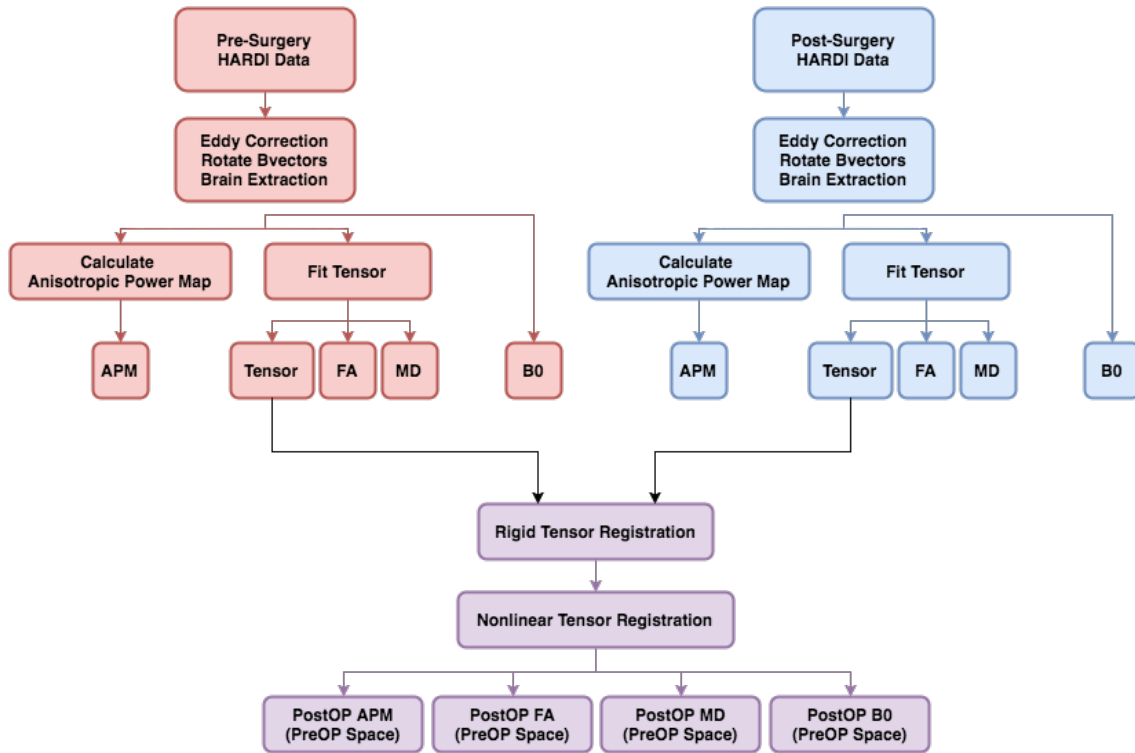 Pre-Surgery
HARDI Data
Post-Surgery
HARDI Data
Eddy Correction
Rotate Bvectors
Brain Extraction
Eddy Correction
Rotate Bvectors
Brain Extraction
Calculate
Anisotropic Power Map
Fit Tensor
Calculate
Anisotropic Power Map
Fit Tensor
APM
Tensor
FA
MD
B0
APM
Tensor
FA
MD
B0
Rigid Tensor Registration
Nonlinear Tensor Registration
PostOP APM
(PreOP Space)
PostOP FA
(PreOP Space)
PostOP MD
(PreOP Space)
PostOP B0
(PreOP Space)